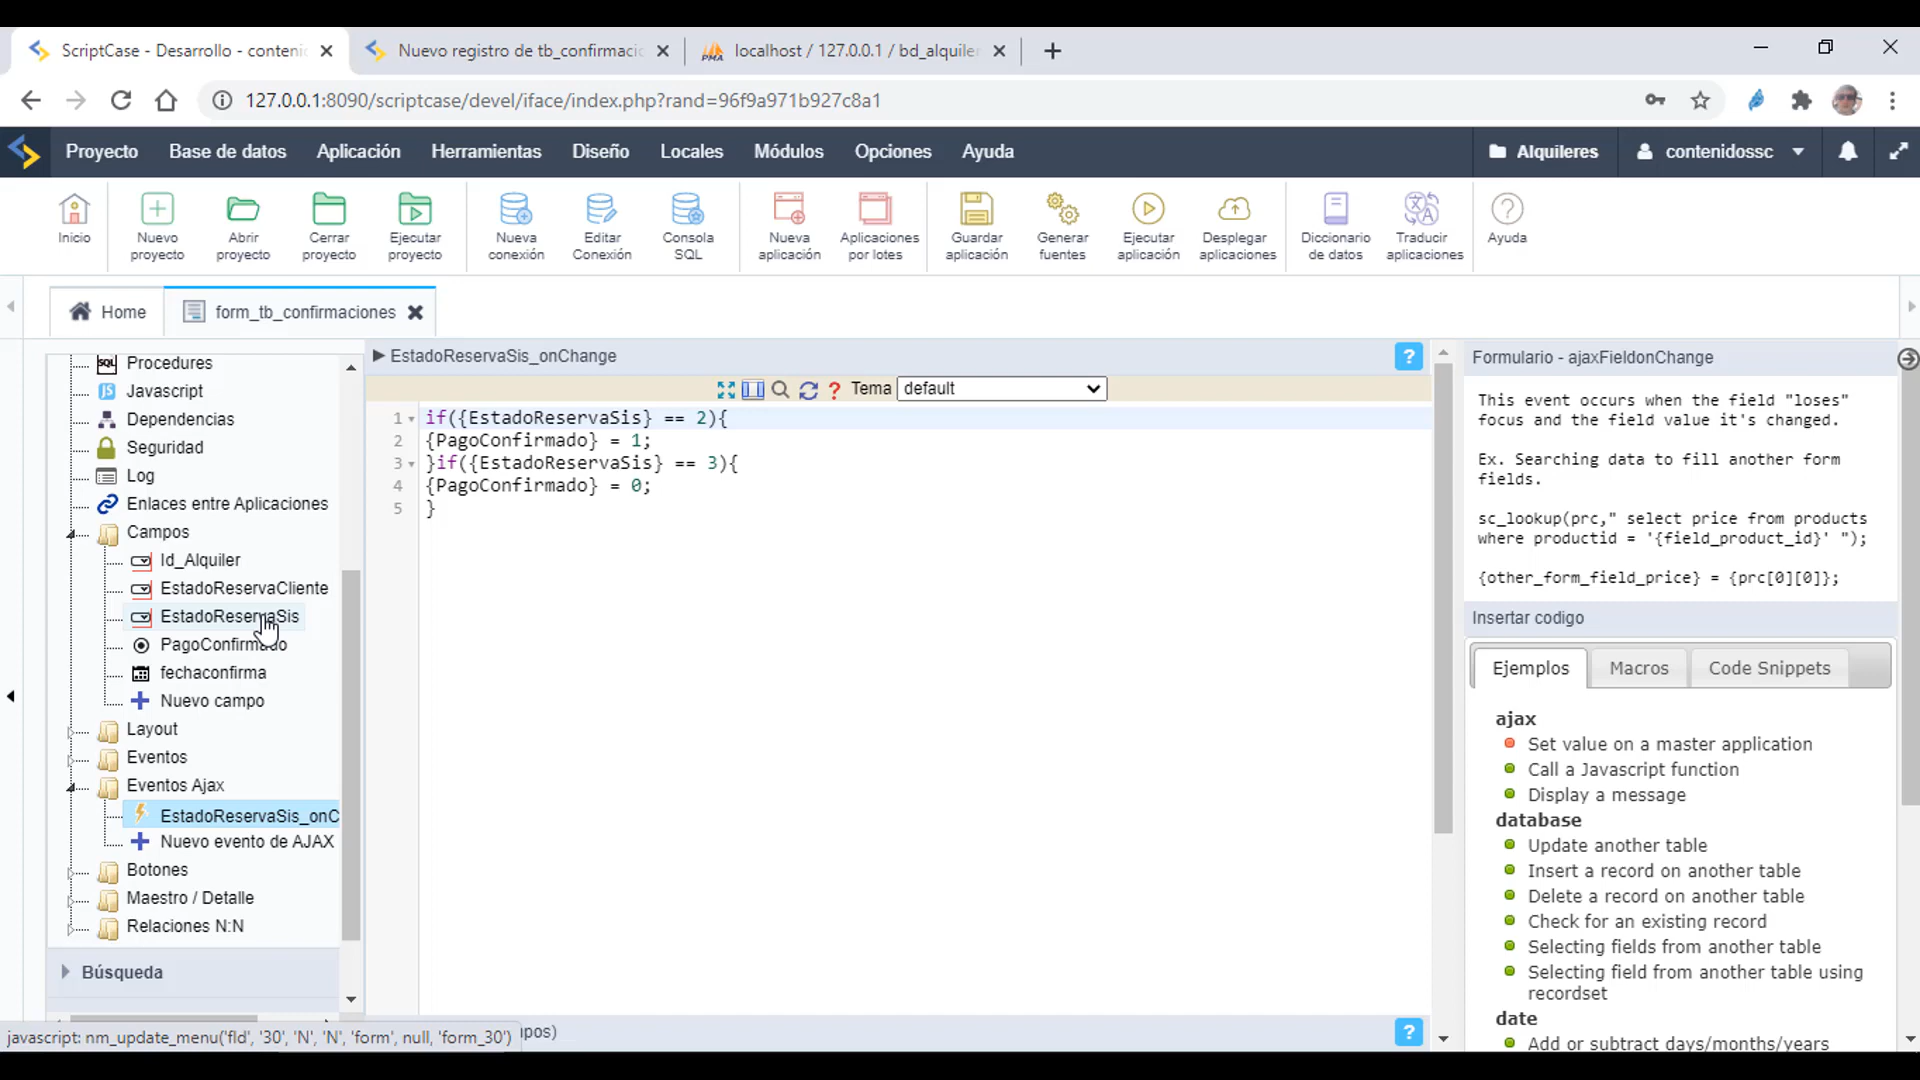 ScriptCase - Desarrollo - conteni
Nuevo registro de tb_confirmaci
localhost / 127.0.0.1 / bd_alquiler
127.0.0.1:8090/scriptcase/devel/iface/index.php?rand=96f9a971b927c8a1
Proyecto
Base de datos
Aplicación
Herramientas
Diseño
Locales
Módulos
Opciones
Ayuda
Alquileres
contenidossc
Inicio
Nuevo proyecto
Abrir proyecto
Cerrar proyecto
Ejecutar proyecto
Nueva conexión
Editar Conexión
Consola SQL
Nueva aplicación
Aplicaciones por lotes
Guardar aplicación
Generar fuentes
Ejecutar aplicación
Desplegar aplicaciones
Diccionario de datos
Traducir aplicaciones
Ayuda
Home
form_tb_confirmaciones
Procedures
Javascript
Dependencias
Seguridad
Log
Enlaces entre Aplicaciones
Campos
Id_Alquiler
EstadoReservaCliente
EstadoReservaSis
PagoConfirmado
fechaconfirma
Nuevo campo
Layout
Eventos
Eventos Ajax
EstadoReservaSis_onC
Nuevo evento de AJAX
Botones
Maestro / Detalle
Relaciones N:N
Búsqueda
javascript: nm_update_menu('fld', '30', 'N', 'N', 'form', null, 'form_30')
EstadoReservaSis_onChange
Tema default
1 if({EstadoReservaSis} == 2){
2 {PagoConfirmado} = 1;
3 }if({EstadoReservaSis} == 3){
4 {PagoConfirmado} = 0;
5 }
Formulario - ajaxFieldonChange
This event occurs when the field "loses"
focus and the field value it's changed.
Ex. Searching data to fill another form
fields.
sc_lookup(prc," select price from products
where productid = '{field_product_id}' ");
{other_form_field_price} = {prc[0][0]};
Insertar codigo
Ejemplos
Macros
Code Snippets
ajax
Set value on a master application
Call a Javascript function
Display a message
database
Update another table
Insert a record on another table
Delete a record on another table
Check for an existing record
Selecting fields from another table
Selecting field from another table using
recordset
date
Add or subtract days/months/years